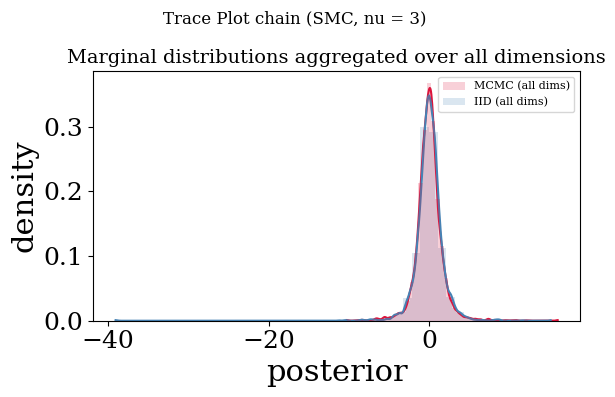 Trace Plot chain (SMC, nu = 3)
Marginal distributions aggregated over all dimensions
MCMC (all dims)
IID (all dims)
density
0.3
0.2
0.1
0.0
−40
−20
0
posterior